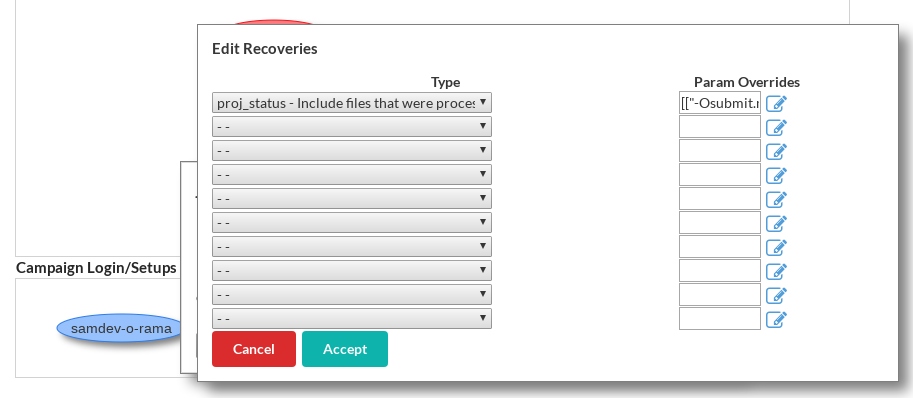 Edit Recoveries
Type Param Overrides
proj_status - Include files that were proces [["-Osubmit.r
- -
- -
- -
- -
- -
- -
- -
- -
- -
Campaign Login/Setups
samdev-o-rama
Cancel Accept